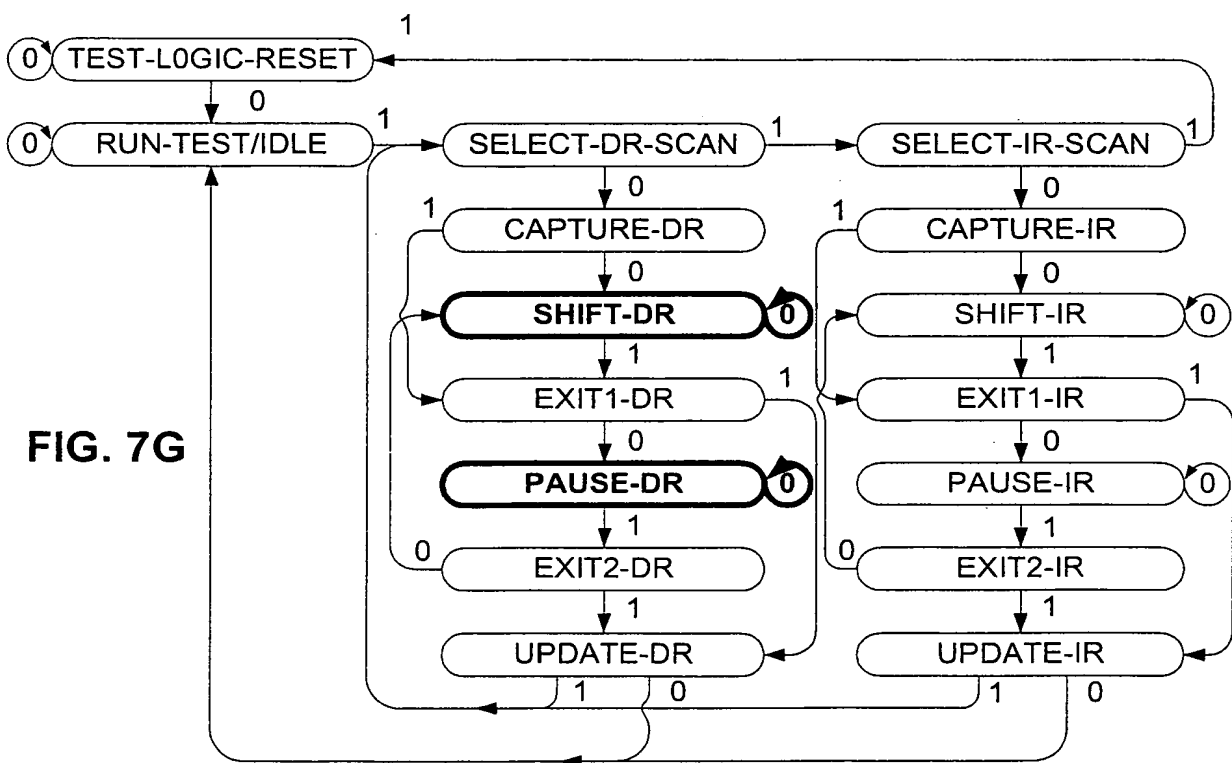 1
0 TEST-L0GIC-RESET
0
0 RUN-TEST/IDLE 1 SELECT-DR-SCAN 1 SELECT-IR-SCAN 1
0 0
1 CAPTURE-DR 1 CAPTURE-IR
0 0
SHIFT-DR 0 SHIFT-IR 0
1 1
EXIT1-DR 1 EXIT1-IR 1
0 0
FIG. 7G
PAUSE-DR 0 PAUSE-IR 0
1 1
0 EXIT2-DR 0 EXIT2-IR
1 1
UPDATE-DR UPDATE-IR
1 0 1 0